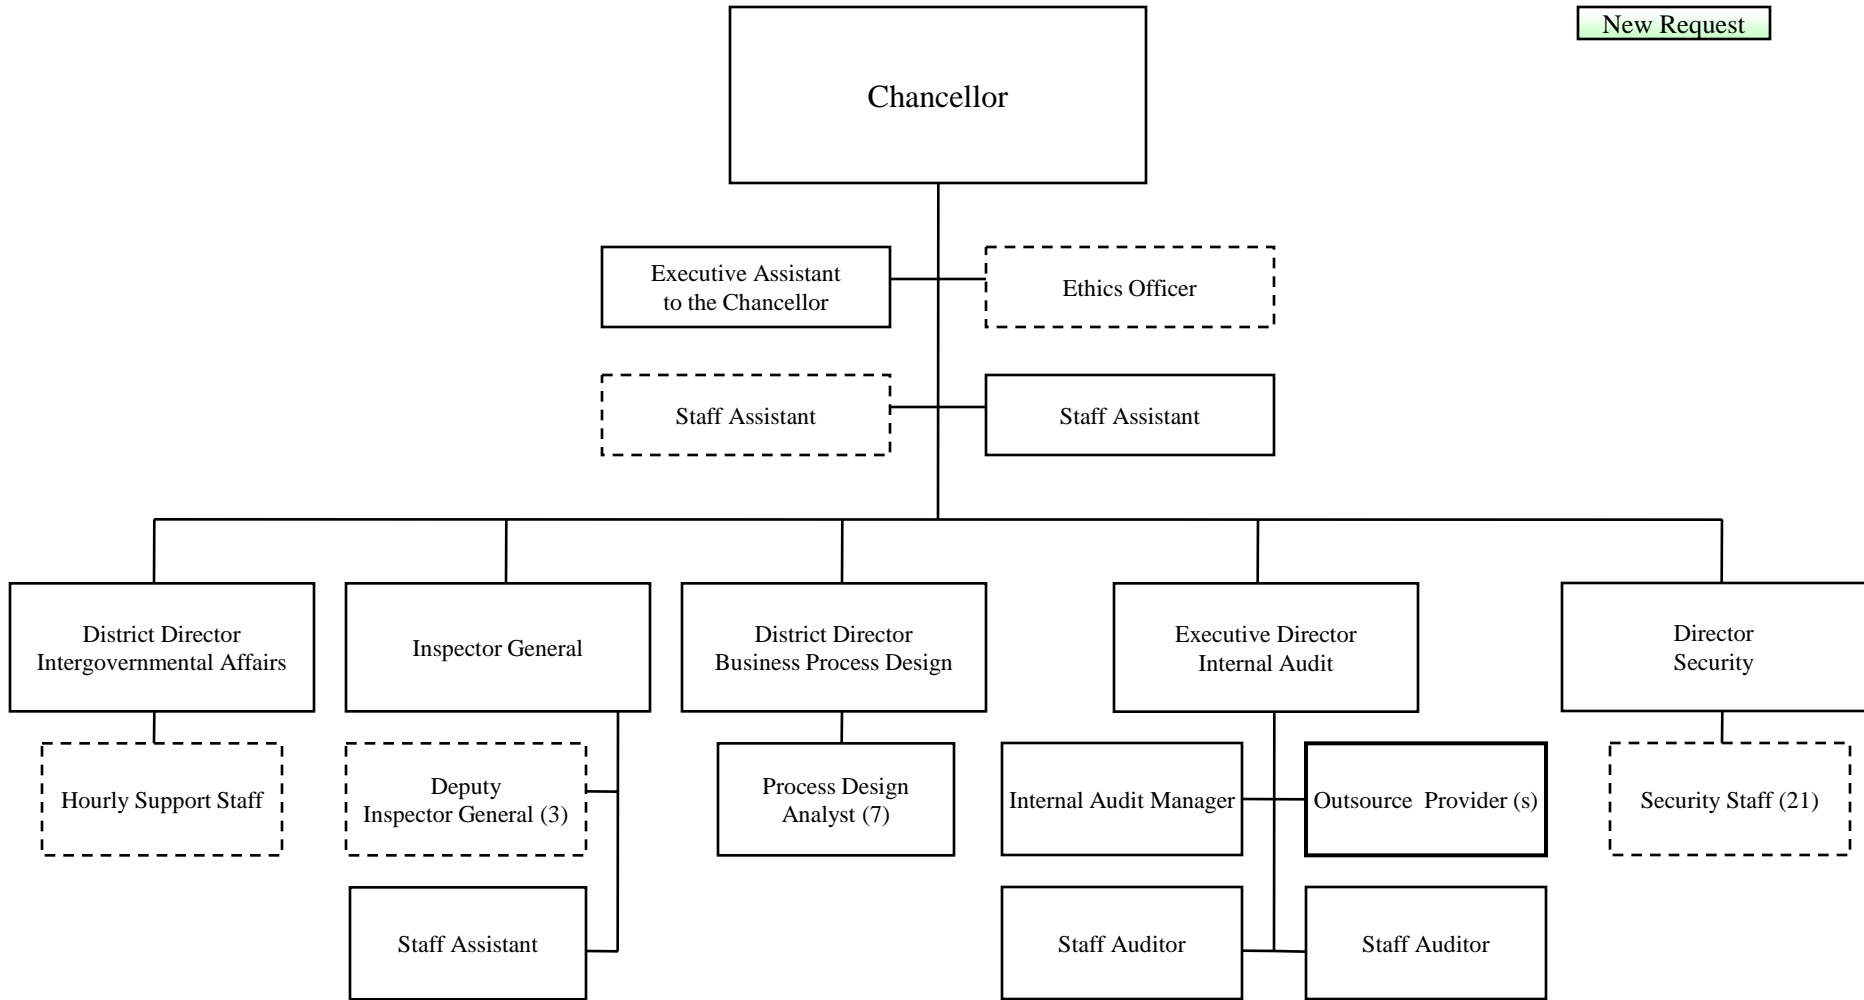 New Request
Chancellor
Executive Assistant
to the Chancellor
Ethics Officer
Staff Assistant
Staff Assistant
District Director
Intergovernmental Affairs
Inspector General
District Director
Business Process Design
Executive Director
Internal Audit
Director
Security
Hourly Support Staff
Deputy
Inspector General (3)
Process Design
Analyst (7)
Internal Audit Manager
Outsource Provider (s)
Security Staff (21)
Staff Assistant
Staff Auditor
Staff Auditor